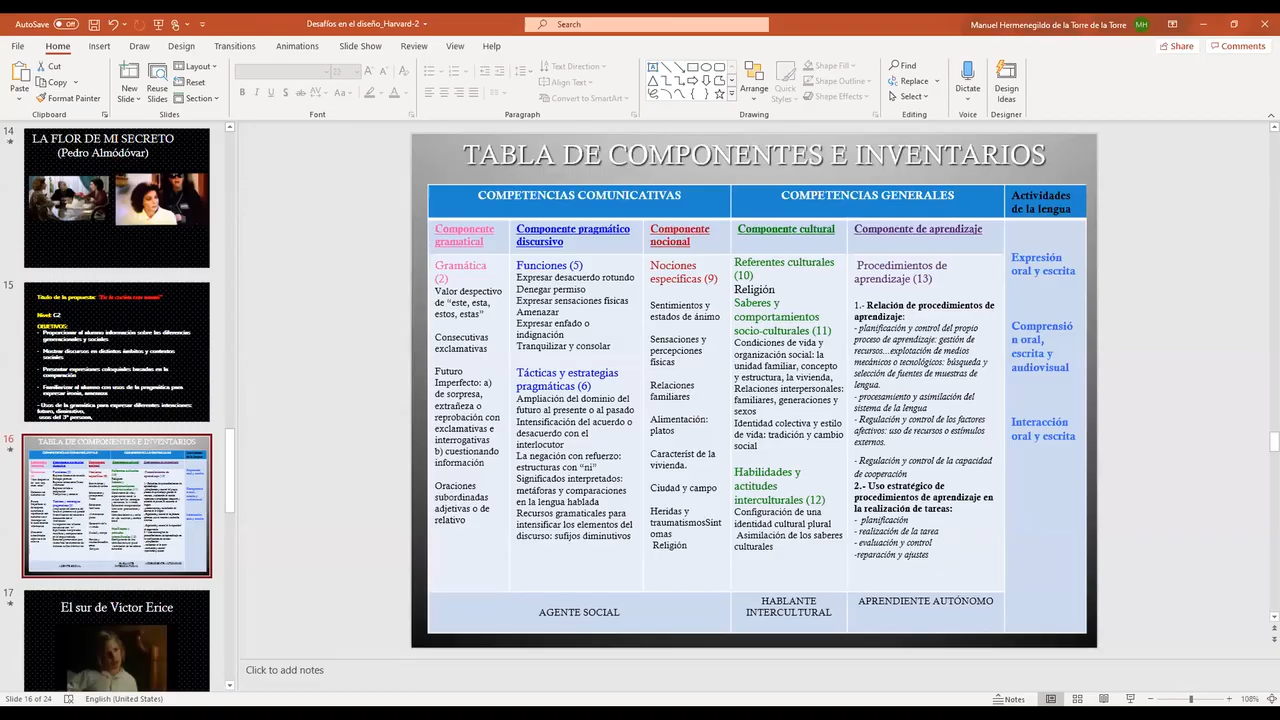 AutoSave Off
Desafíos en el diseño_Harvard-2
Search
Manuel Hermenegildo de la Torre de la Torre
MH
File Home Insert Draw Design Transitions Animations Slide Show Review View Help
Share Comments
Paste
Cut
Copy
Format Painter
Clipboard
New Slide
Reuse Slides
Layout
Reset
Section
Slides
22
Font
Text Direction
Align Text
Convert to SmartArt
Paragraph
Arrange
Quick Styles
Shape Fill
Shape Outline
Shape Effects
Drawing
Find
Replace
Select
Editing
Dictate
Voice
Design Ideas
Designer
14
LA FLOR DE MI SECRETO
(Pedro Almódóvar)
15
Nivel: C2
OBJETIVOS:
16
TABLA DE COMPONENTES E INVENTARIOS
17
El sur de Víctor Erice
TABLA DE COMPONENTES E INVENTARIOS
COMPETENCIAS COMUNICATIVAS
COMPETENCIAS GENERALES
Actividades
de la lengua
Componente
gramatical
Componente pragmático
discursivo
Componente
nocional
Componente cultural
Componente de aprendizaje
Gramática
(2)
Valor despectivo
de “este, esta,
estos, estas”
Consecutivas
exclamativas
Futuro
Imperfecto: a)
de sorpresa,
extrañeza o
reprobación con
exclamativas e
interrogativas
b) cuestionando
información
Oraciones
subordinadas
adjetivas o de
relativo
Funciones (5)
Expresar desacuerdo rotundo
Denegar permiso
Expresar sensaciones físicas
Amenazar
Expresar enfado o
indignación
Tranquilizar y consolar
Tácticas y estrategias
pragmáticas (6)
Ampliación del dominio del
futuro al presente o al pasado
Intensificación del acuerdo o
desacuerdo con el
interlocutor
La negación con refuerzo:
estructuras con “ni”
Significados interpretados:
metáforas y comparaciones
en la lengua hablada
Recursos gramaticales para
intensificar los elementos del
discurso: sufijos diminutivos
Nociones
específicas (9)
Sentimientos y
estados de ánimo
Sensaciones y
percepciones
físicas
Relaciones
familiares
Alimentación:
platos
Característ de la
vivienda.
Ciudad y campo
Heridas y
traumatismosSínt
omas
Religión
Referentes culturales
(10)
Religión
Saberes y
comportamientos
socio-culturales (11)
Condiciones de vida y
organización social: la
unidad familiar, concepto
y estructura, la vivienda,
Relaciones interpersonales:
familiares, generaciones y
sexos
Identidad colectiva y estilo
de vida: tradición y cambio
social
Habilidades y
actitudes
interculturales (12)
Configuración de una
identidad cultural plural
Asimilación de los saberes
culturales
Procedimientos de
aprendizaje (13)
1.- Relación de procedimientos de
aprendizaje:
- planificación y control del propio
proceso de aprendizaje: gestión de
recursos...explotación de medios
mecánicos o tecnológicos: búsqueda y
selección de fuentes de muestras de
lengua.
- procesamiento y asimilación del
sistema de la lengua
- Regulación y control de los factores
afectivos: uso de recursos o estímulos
externos.
- Regulación y control de la capacidad
de cooperación
2.- Uso estratégico de
procedimientos de aprendizaje en
la realización de tareas:
- planificación
- realización de la tarea
- evaluación y control
-reparación y ajustes
Expresión
oral y escrita
Comprensió
n oral,
escrita y
audiovisual
Interacción
oral y escrita
AGENTE SOCIAL
HABLANTE
INTERCULTURAL
APRENDIENTE AUTÓNOMO
Click to add notes
Slide 16 of 24
English (United States)
Notes
108%